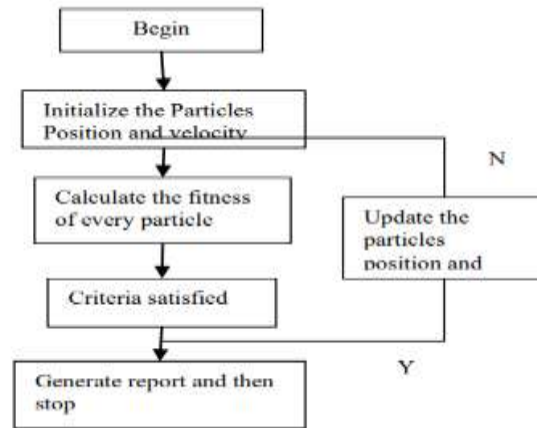 Begin
Initialize the Particles
Position and velocity
N
Calculate the fitness
of every particle
Update the
particles
position and
Criteria satisfied
Y
Generate report and then
stop